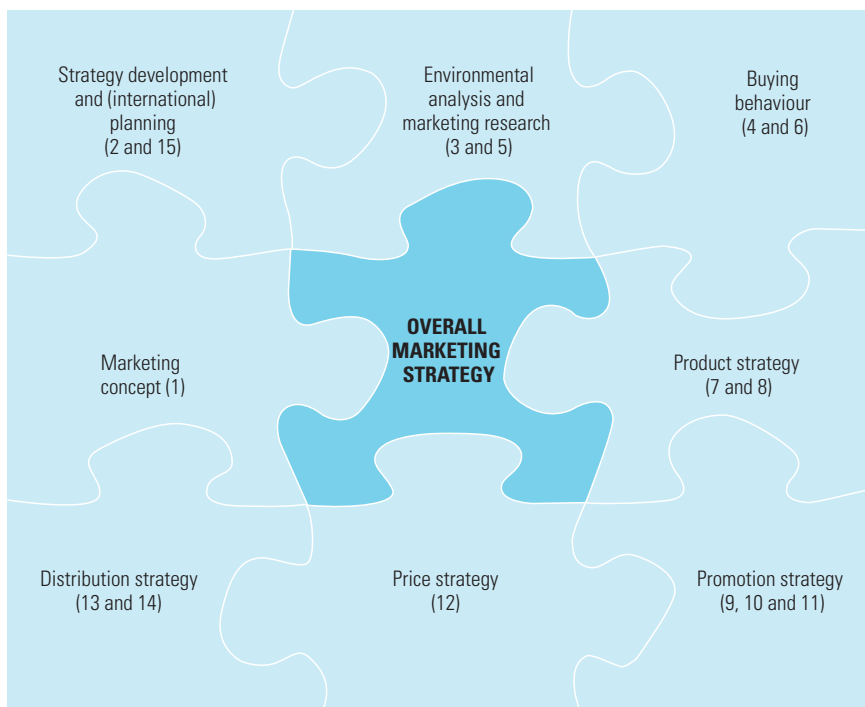 Strategy development
and (international)
planning
(2 and 15)
Environmental
analysis and
marketing research
(3 and 5)
Buying
behaviour
(4 and 6)
Marketing
concept (1)
OVERALL
MARKETING
STRATEGY
Product strategy
(7 and 8)
Distribution strategy
(13 and 14)
Price strategy
(12)
Promotion strategy
(9, 10 and 11)